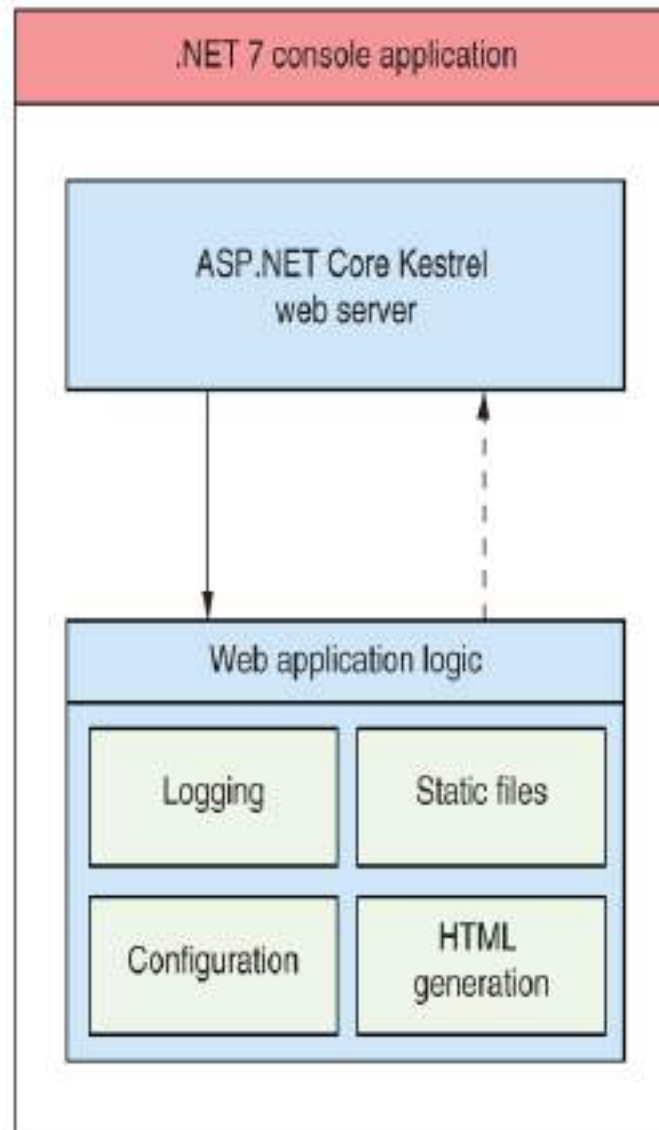 .NET 7 console application
ASP.NET Core Kestrel
web server
Web application logic
Logging
Static files
Configuration
HTML
generation